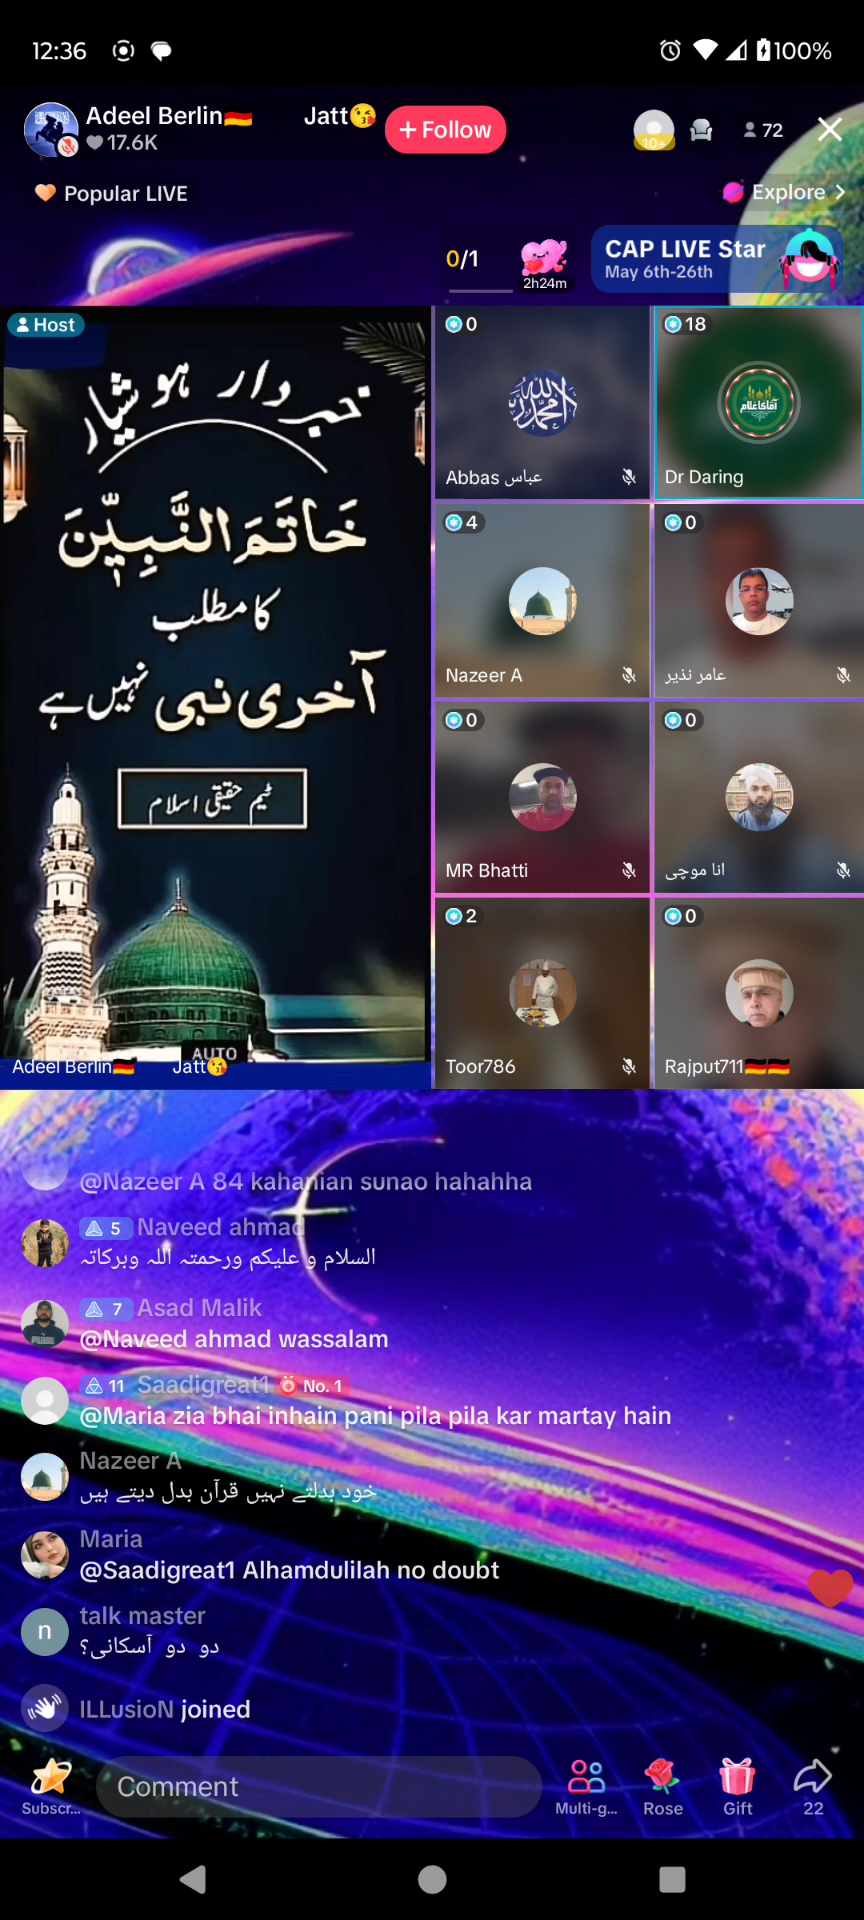 12:36
100%
Adeel Berlin🇩🇪 Jatt😘
17.6K
+ Follow
10+
72
Popular LIVE
Explore
0/1
2h24m
CAP LIVE Star
May 6th-26th
Host
خبردار ہوشیار
خَاتَمَ النَّبِيّٖنَ
کا مطلب
آخری نبی نہیں ہے
ٹیم حقیقی اسلام
AUTO
Adeel Berlin🇩🇪 Jatt😘
0
Abbas عباس
18
آقا کا غلام
Dr Daring
4
Nazeer A
0
عامر نذیر
0
MR Bhatti
0
انا موچی
2
Toor786
0
Rajput711🇩🇪🇩🇪
@Nazeer A 84 kahanian sunao hahahha
5 Naveed ahmad
السلام و علیکم ورحمتہ اللہ وبرکاتہ
7 Asad Malik
@Naveed ahmad wassalam
11 Saadigreat1 No. 1
@Maria zia bhai inhain pani pila pila kar martay hain
Nazeer A
خود بدلتے نہیں قرآن بدل دیتے ہیں
Maria
@Saadigreat1 Alhamdulilah no doubt
n
talk master
دو دو آسکانی؟
ILLusioN joined
Subscr...
Comment
Multi-g...
Rose
Gift
22